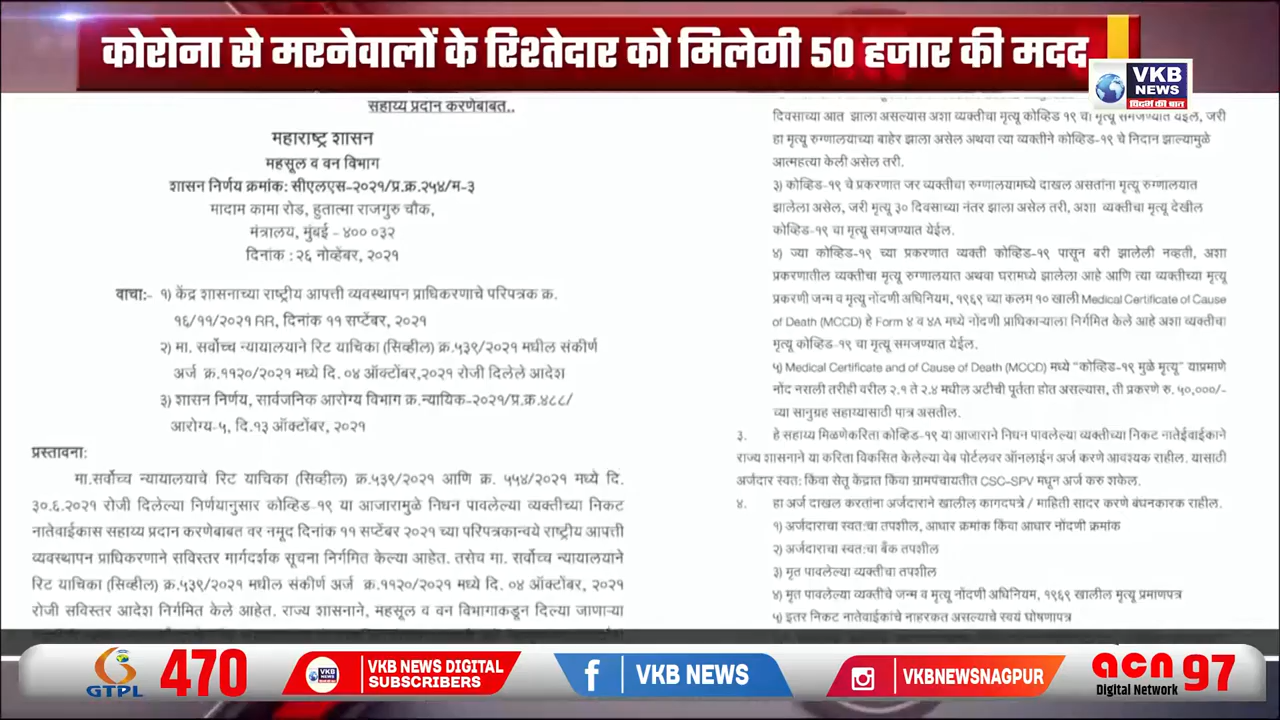 कोरोना से मरनेवालों के रिश्तेदार को मिलेगी 50 हजार की मदद
VKB
NEWS
विदर्भ की बात
सहाय्य प्रदान करणेबाबत..
महाराष्ट्र शासन
महसूल व वन विभाग
शासन निर्णय क्रमांक: सीएलएस-२०२१/प्र.क्र.२५४/म-३
मादाम कामा रोड, हुतात्मा राजगुरु चौक,
मंत्रालय, मुंबई - ४०० ०३२
दिनांक : २६ नोव्हेंबर, २०२१
वाचा:- १) केंद्र शासनाच्या राष्ट्रीय आपत्ती व्यवस्थापन प्राधिकरणाचे परिपत्रक क्र.
१६/११/२०२१ RR, दिनांक ११ सप्टेंबर, २०२१
२) मा. सर्वोच्च न्यायालयाने रिट याचिका (सिव्हील) क्र.५३९/२०२१ मधील संकीर्ण
अर्ज क्र.११२०/२०२१ मध्ये दि. ०४ ऑक्टोंबर,२०२१ रोजी दिलेले आदेश
३) शासन निर्णय, सार्वजनिक आरोग्य विभाग क्र.न्यायिक-२०२१/प्र.क्र.४८८/
आरोग्य-५, दि.१३ ऑक्टोंबर, २०२१
प्रस्तावना:
मा.सर्वोच्च न्यायालयाचे रिट याचिका (सिव्हील) क्र.५३९/२०२१ आणि क्र. ५५४/२०२१ मध्ये दि.
३०.६.२०२१ रोजी दिलेल्या निर्णयानुसार कोव्हिड-१९ या आजारामुळे निधन पावलेल्या व्यक्तीच्या निकट
नातेवाईकास सहाय्य प्रदान करणेबाबत वर नमूद दिनांक ११ सप्टेंबर २०२१ च्या परिपत्रकान्वये राष्ट्रीय आपत्ती
व्यवस्थापन प्राधिकरणाने सविस्तर मार्गदर्शक सूचना निर्गमित केल्या आहेत. तसेच मा. सर्वोच्च न्यायालयाने
रिट याचिका (सिव्हील) क्र.५३९/२०२१ मधील संकीर्ण अर्ज क्र.११२०/२०२१ मध्ये दि. ०४ ऑक्टोंबर, २०२१
रोजी सविस्तर आदेश निर्गमित केले आहेत. राज्य शासनाने, महसूल व वन विभागाकडून दिल्या जाणाऱ्या
दिवसाच्या आत झाला असल्यास अशा व्यक्तीचा मृत्यू कोव्हिड १९ चा मृत्यू समजण्यात येईल, जरी
हा मृत्यू रुग्णालयाच्या बाहेर झाला असेल अथवा त्या व्यक्तीने कोव्हिड-१९ चे निदान झाल्यामुळे
आत्महत्या केली असेल तरी.
३) कोव्हिड-१९ चे प्रकरणात जर व्यक्तीचा रुग्णालयामध्ये दाखल असतांना मृत्यू रुग्णालयात
झालेला असेल, जरी मृत्यू ३० दिवसाच्या नंतर झाला असेल तरी, अशा व्यक्तीचा मृत्यू देखील
कोव्हिड-१९ चा मृत्यू समजण्यात येईल.
४) ज्या कोव्हिड-१९ च्या प्रकरणात व्यक्ती कोव्हिड-१९ पासून बरी झालेली नव्हती, अशा
प्रकरणातील व्यक्तीचा मृत्यू रुग्णालयात अथवा घरामध्ये झालेला आहे आणि त्या व्यक्तीच्या मृत्यू
प्रकरणी जन्म व मृत्यू नोंदणी अधिनियम, १९६९ च्या कलम १० खाली Medical Certificate of Cause
of Death (MCCD) हे Form ४ व ४A मध्ये नोंदणी प्राधिकाऱ्याला निर्गमित केले आहे अशा व्यक्तीचा
मृत्यू कोव्हिड-१९ चा मृत्यू समजण्यात येईल.
५) Medical Certificate and of Cause of Death (MCCD) मध्ये “कोव्हिड-१९ मुळे मृत्यू” याप्रमाणे
नोंद नसली तरीही वरील २.१ ते २.४ मधील अटीची पूर्तता होत असल्यास, ती प्रकरणे रु. ५०,०००/-
च्या सानुग्रह सहाय्यासाठी पात्र असतील.
३. हे सहाय्य मिळणेकरिता कोव्हिड-१९ या आजाराने निधन पावलेल्या व्यक्तीच्या निकट नातेईवाईकाने
राज्य शासनाने या करिता विकसित केलेल्या वेब पोर्टलवर ऑनलाईन अर्ज करणे आवश्यक राहील. यासाठी
अर्जदार स्वत: किंवा सेतू केंद्रात किंवा ग्रामपंचायतीत CSC-SPV मधून अर्ज करु शकेल.
४. हा अर्ज दाखल करतांना अर्जदाराने खालील कागदपत्रे / माहिती सादर करणे बंधनकारक राहील.
१) अर्जदाराचा स्वत:चा तपशील, आधार क्रमांक किंवा आधार नोंदणी क्रमांक
२) अर्जदाराचा स्वत:चा बँक तपशील
३) मृत पावलेल्या व्यक्तीचा तपशील
४) मृत पावलेल्या व्यक्तीचे जन्म व मृत्यू नोंदणी अधिनियम, १९६९ खालील मृत्यू प्रमाणपत्र
५) इतर निकट नातेवाईकांचे नाहरकत असल्याचे स्वयं घोषणापत्र
GTPL 470
VKB NEWS DIGITAL
SUBSCRIBERS
VKB NEWS
VKBNEWSNAGPUR
acn 97
Digital Network